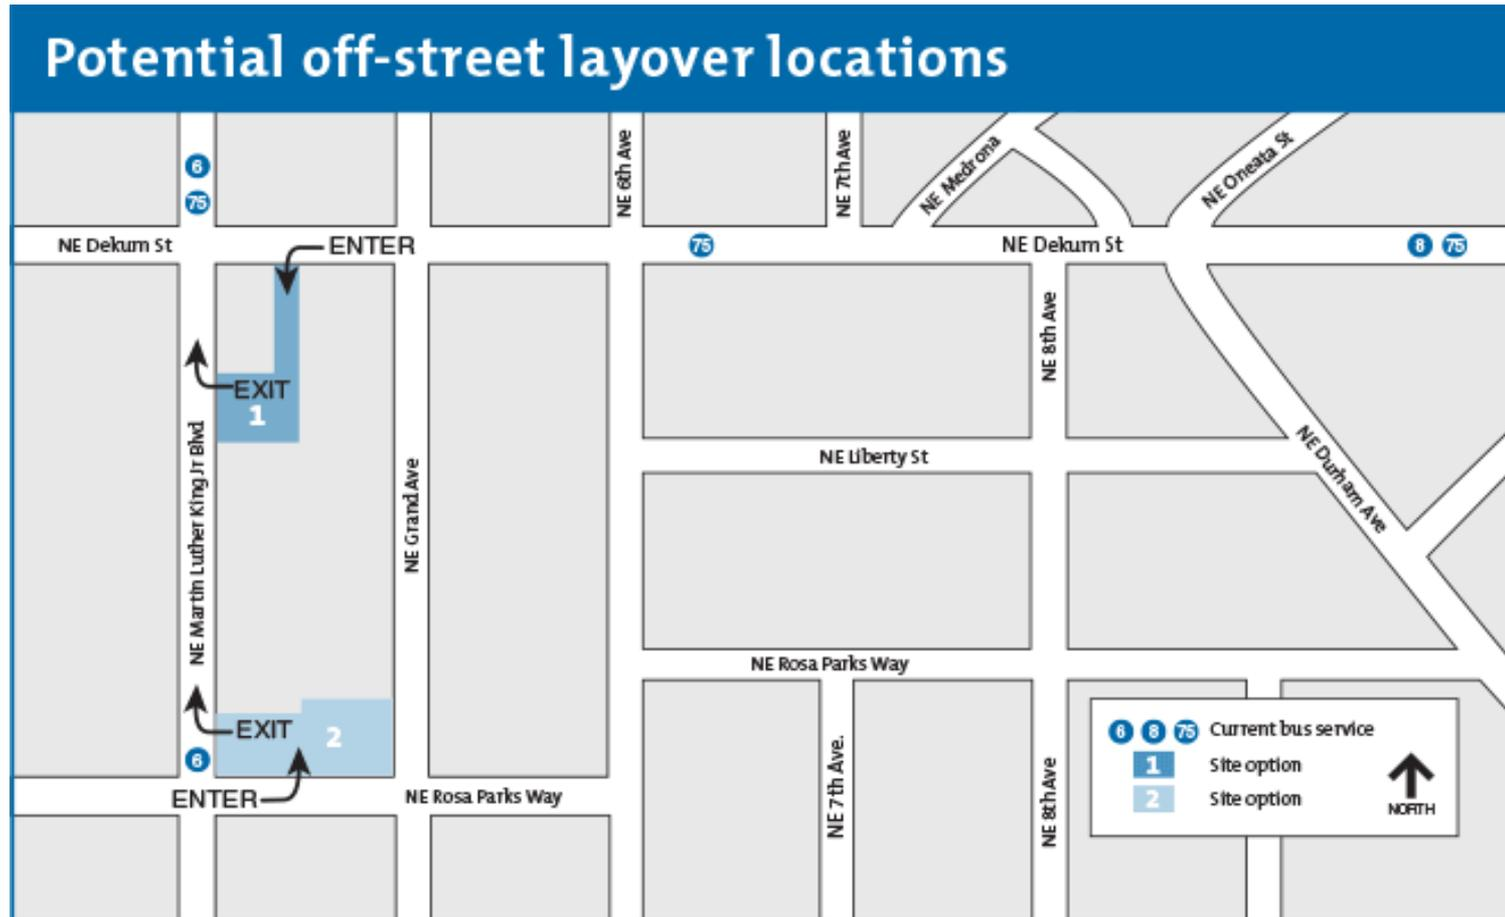 Potential off-street layover locations
6
75
NE 6th Ave
NE 7th Ave
NE Medrona
NE Oneata St
NE Dekum St
ENTER
75
NE Dekum St
8 75
EXIT
1
NE 8th Ave
NE Martin Luther King Jr Blvd
NE Grand Ave
NE Liberty St
NE Durham Ave
NE Rosa Parks Way
EXIT
2
6
ENTER
NE Rosa Parks Way
NE 7th Ave.
NE 8th Ave
6 8 75 Current bus service
1 Site option
2 Site option
NORTH